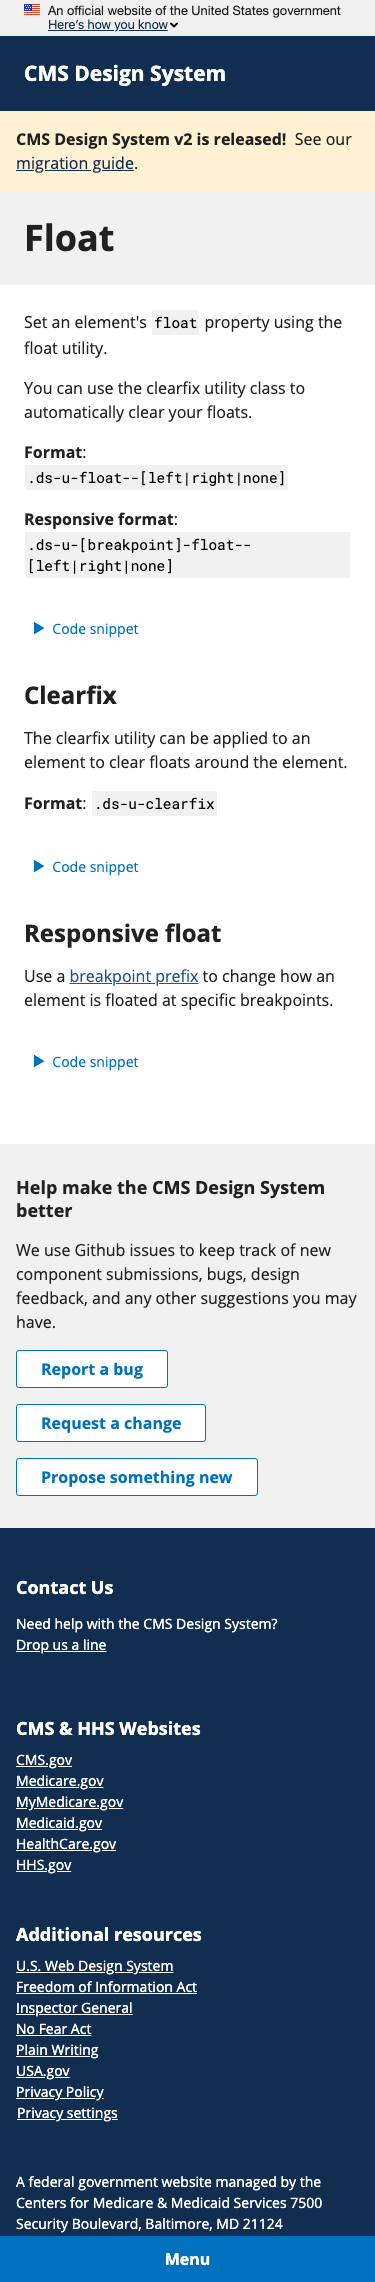 An official website of the United States government
Here's how you know
CMS Design System
CMS Design System v2 is released! See our
migration guide.
Float
Set an element's float property using the
float utility.
You can use the clearfix utility class to
automatically clear your floats.
Format:
.ds-u-float--[left|right|none]
Responsive format:
.ds-u-[breakpoint]-float--
[left|right|none]
Code snippet
Clearfix
The clearfix utility can be applied to an
element to clear floats around the element.
Format: .ds-u-clearfix
Code snippet
Responsive float
Use a breakpoint prefix to change how an
element is floated at specific breakpoints.
Code snippet
Help make the CMS Design System
better
We use Github issues to keep track of new
component submissions, bugs, design
feedback, and any other suggestions you may
have.
Report a bug
Request a change
Propose something new
Contact Us
Need help with the CMS Design System?
Drop us a line
CMS & HHS Websites
CMS.gov
Medicare.gov
MyMedicare.gov
Medicaid.gov
HealthCare.gov
HHS.gov
Additional resources
U.S. Web Design System
Freedom of Information Act
Inspector General
No Fear Act
Plain Writing
USA.gov
Privacy Policy
Privacy settings
A federal government website managed by the
Centers for Medicare & Medicaid Services 7500
Security Boulevard, Baltimore, MD 21124
Menu